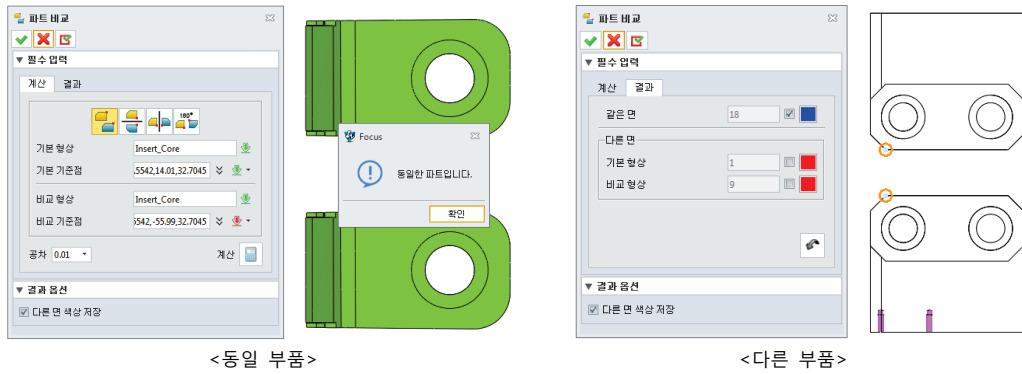 파트 비교
필수 입력
계산 결과
180°
기본 형상 Insert_Core
기본 기준점 .5542,14.01,32.7045
비교 형상 Insert_Core
비교 기준점 5542,-55.99,32.7045
공차 0.01 계산
결과 옵션
다른 면 색상 저장
Focus
동일한 파트입니다.
확인
<동일 부품>
파트 비교
필수 입력
계산 결과
같은 면 18
다른 면
기본 형상 1
비교 형상 9
결과 옵션
다른 면 색상 저장
<다른 부품>